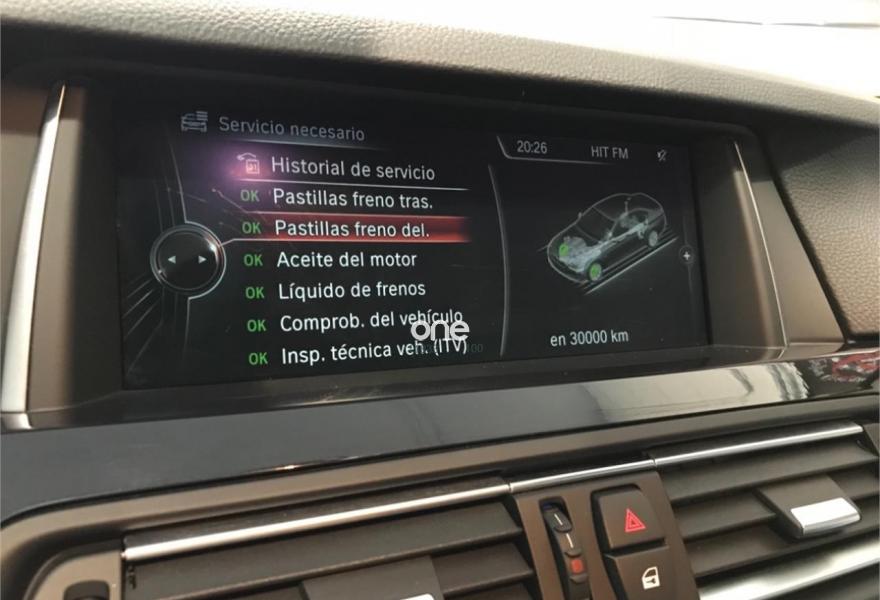 Servicio necesario
20:26 HIT FM
Historial de servicio
OK Pastillas freno tras.
OK Pastillas freno del.
OK Aceite del motor
OK Líquido de frenos
OK Comprob. del vehículo
OK Insp. técnica veh. (ITV)
en 30000 km
one